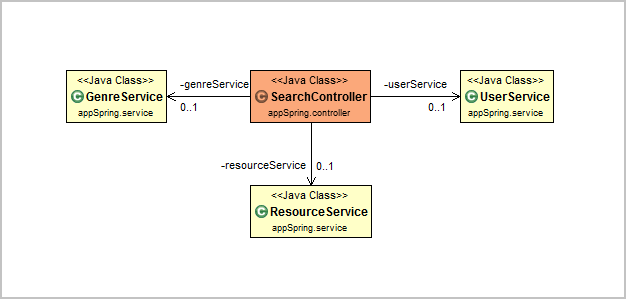 <<Java Class>>
C GenreService
appSpring.service
-genreService
0..1
<<Java Class>>
C SearchController
appSpring.controller
-userService
0..1
<<Java Class>>
C UserService
appSpring.service
-resourceService
0..1
<<Java Class>>
C ResourceService
appSpring.service